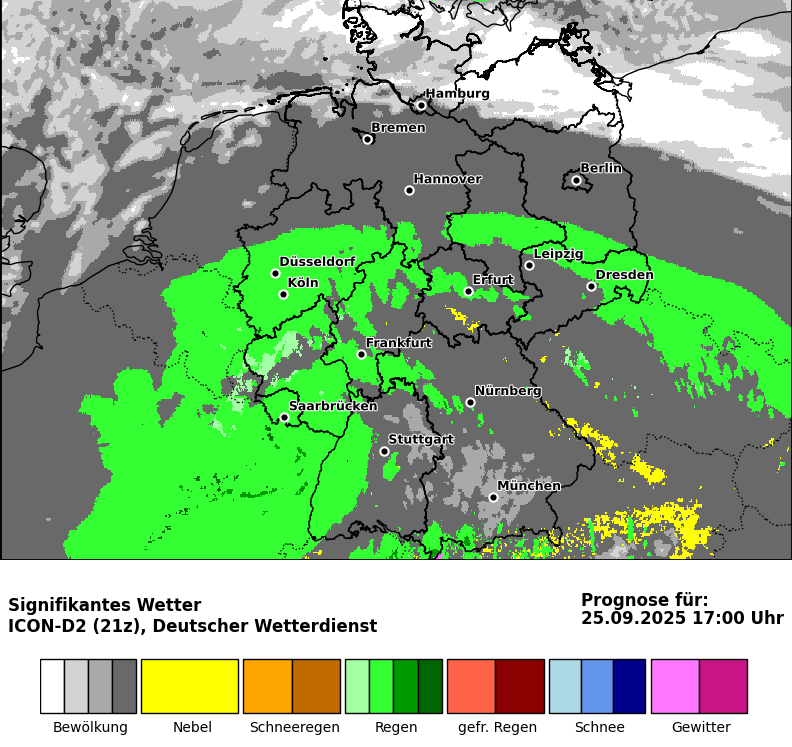 Hamburg
Bremen
Berlin
Hannover
Leipzig
Düsseldorf
Dresden
Erfurt
Köln
Frankfurt
Nürnberg
Saarbrücken
Stuttgart
München
Signifikantes Wetter
ICON-D2 (21z), Deutscher Wetterdienst
Prognose für:
25.09.2025 17:00 Uhr
Bewölkung Nebel Schneeregen Regen gefr. Regen Schnee Gewitter